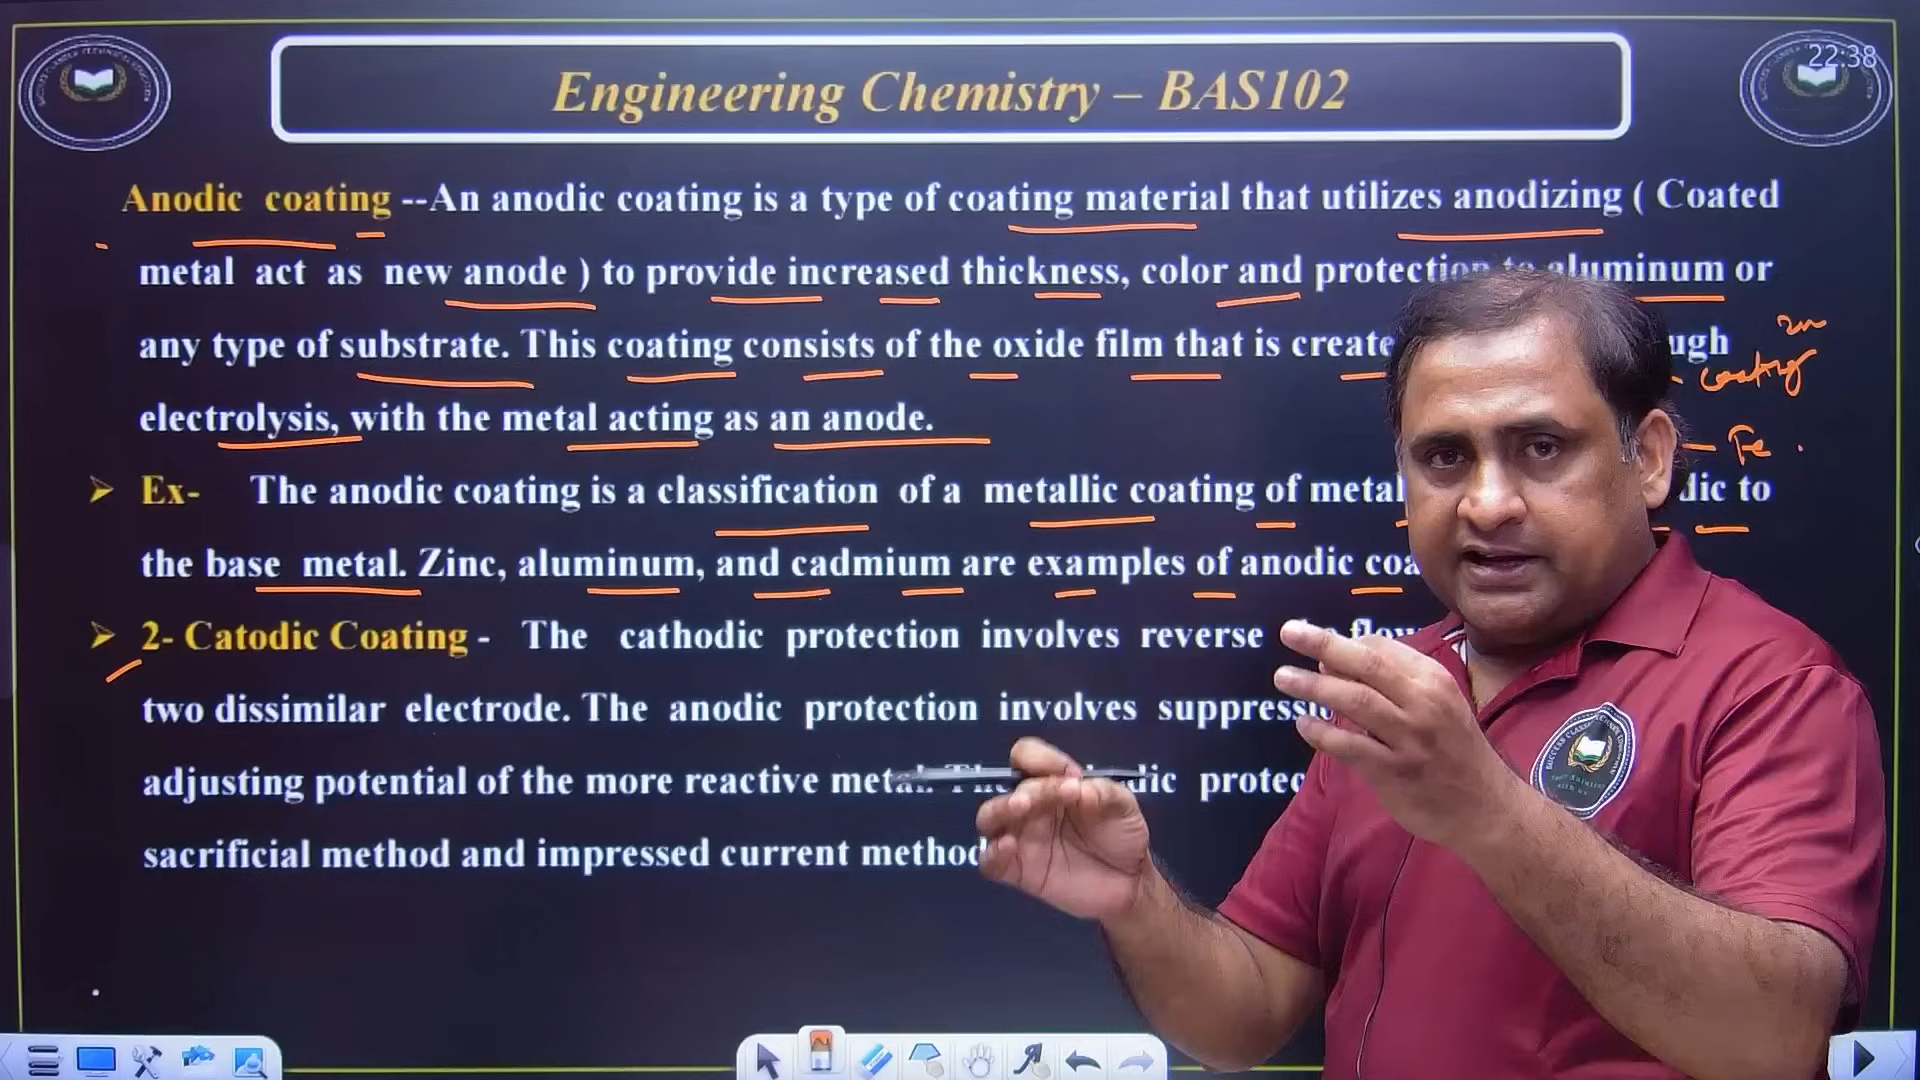 22:38
Engineering Chemistry – BAS102
Anodic coating --An anodic coating is a type of coating material that utilizes anodizing ( Coated
metal act as new anode ) to provide increased thickness, color and protection to aluminum or
any type of substrate. This coating consists of the oxide film that is create ugh
Zn
coating
electrolysis, with the metal acting as an anode.
Fe
Ex- The anodic coating is a classification of a metallic coating of metal dic to
the base metal. Zinc, aluminum, and cadmium are examples of anodic coa
2- Catodic Coating - The cathodic protection involves reverse flow
two dissimilar electrode. The anodic protection involves suppress
adjusting potential of the more reactive metal. dic protec
sacrificial method and impressed current method